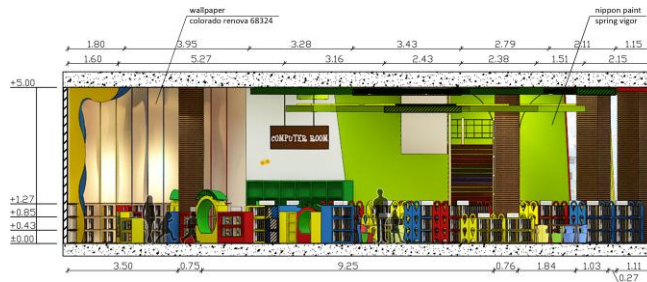 wallpaper
colorado renova 68324
nippon paint
spring vigor
1.80 3.95 3.28 3.43 2.79 2.11 1.15
1.60 5.27 3.16 2.43 2.38 1.51 2.15
+5.00
COMPUTER ROOM
+1.27
+0.85
+0.43
±0.00
3.50 0.75 9.25 0.76 1.84 1.03 1.11
0.27